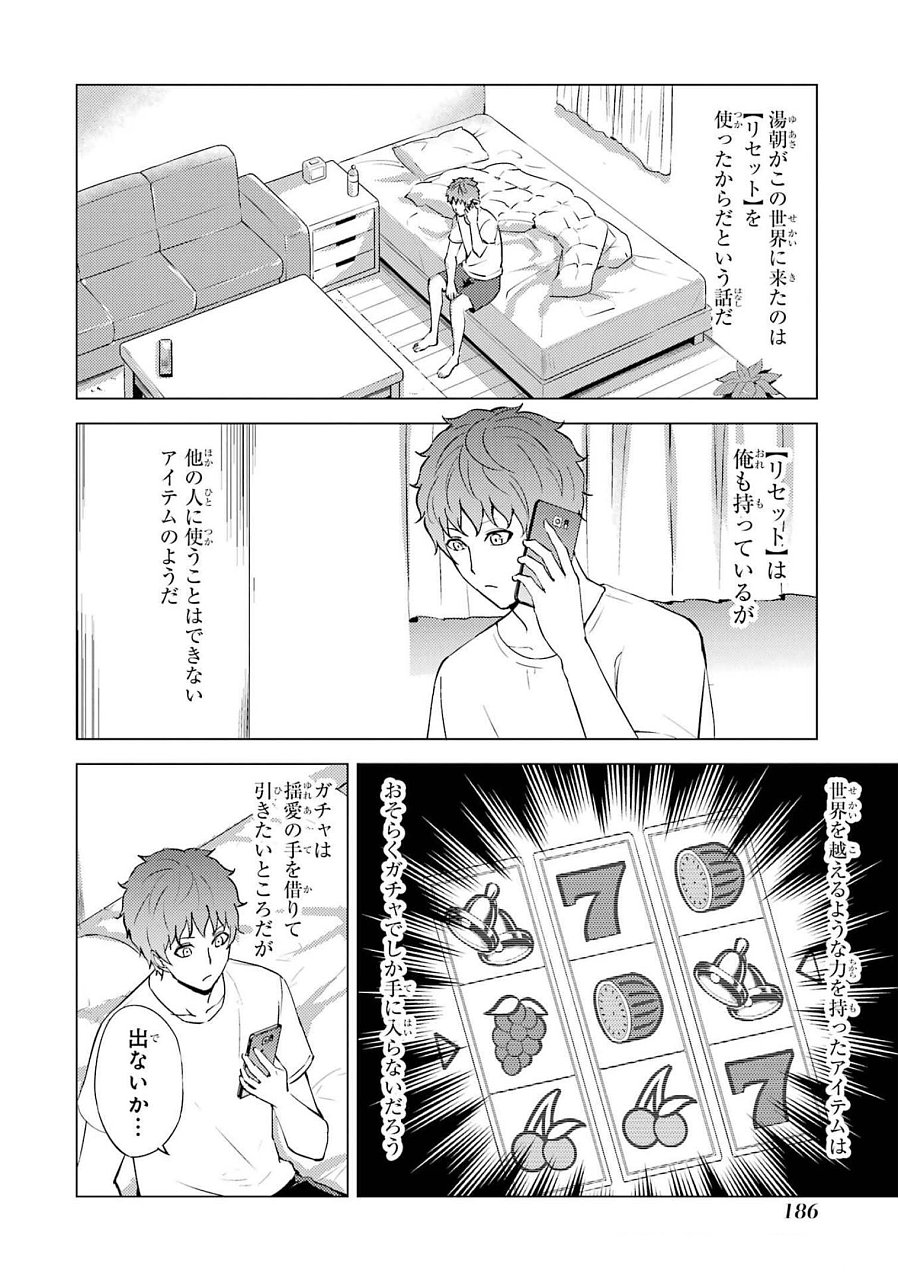 湯朝がこの世界に来たのは
【リセット】を
使ったからだという話だ
【リセット】は
俺も持っているが
他の人に使うことはできない
アイテムのようだ
世界を越えるような力を持ったアイテムは
おそらくガチャでしか手に入らないだろう
ガチャは
揺愛の手を借りて
引きたいところだが
出ないか…
186